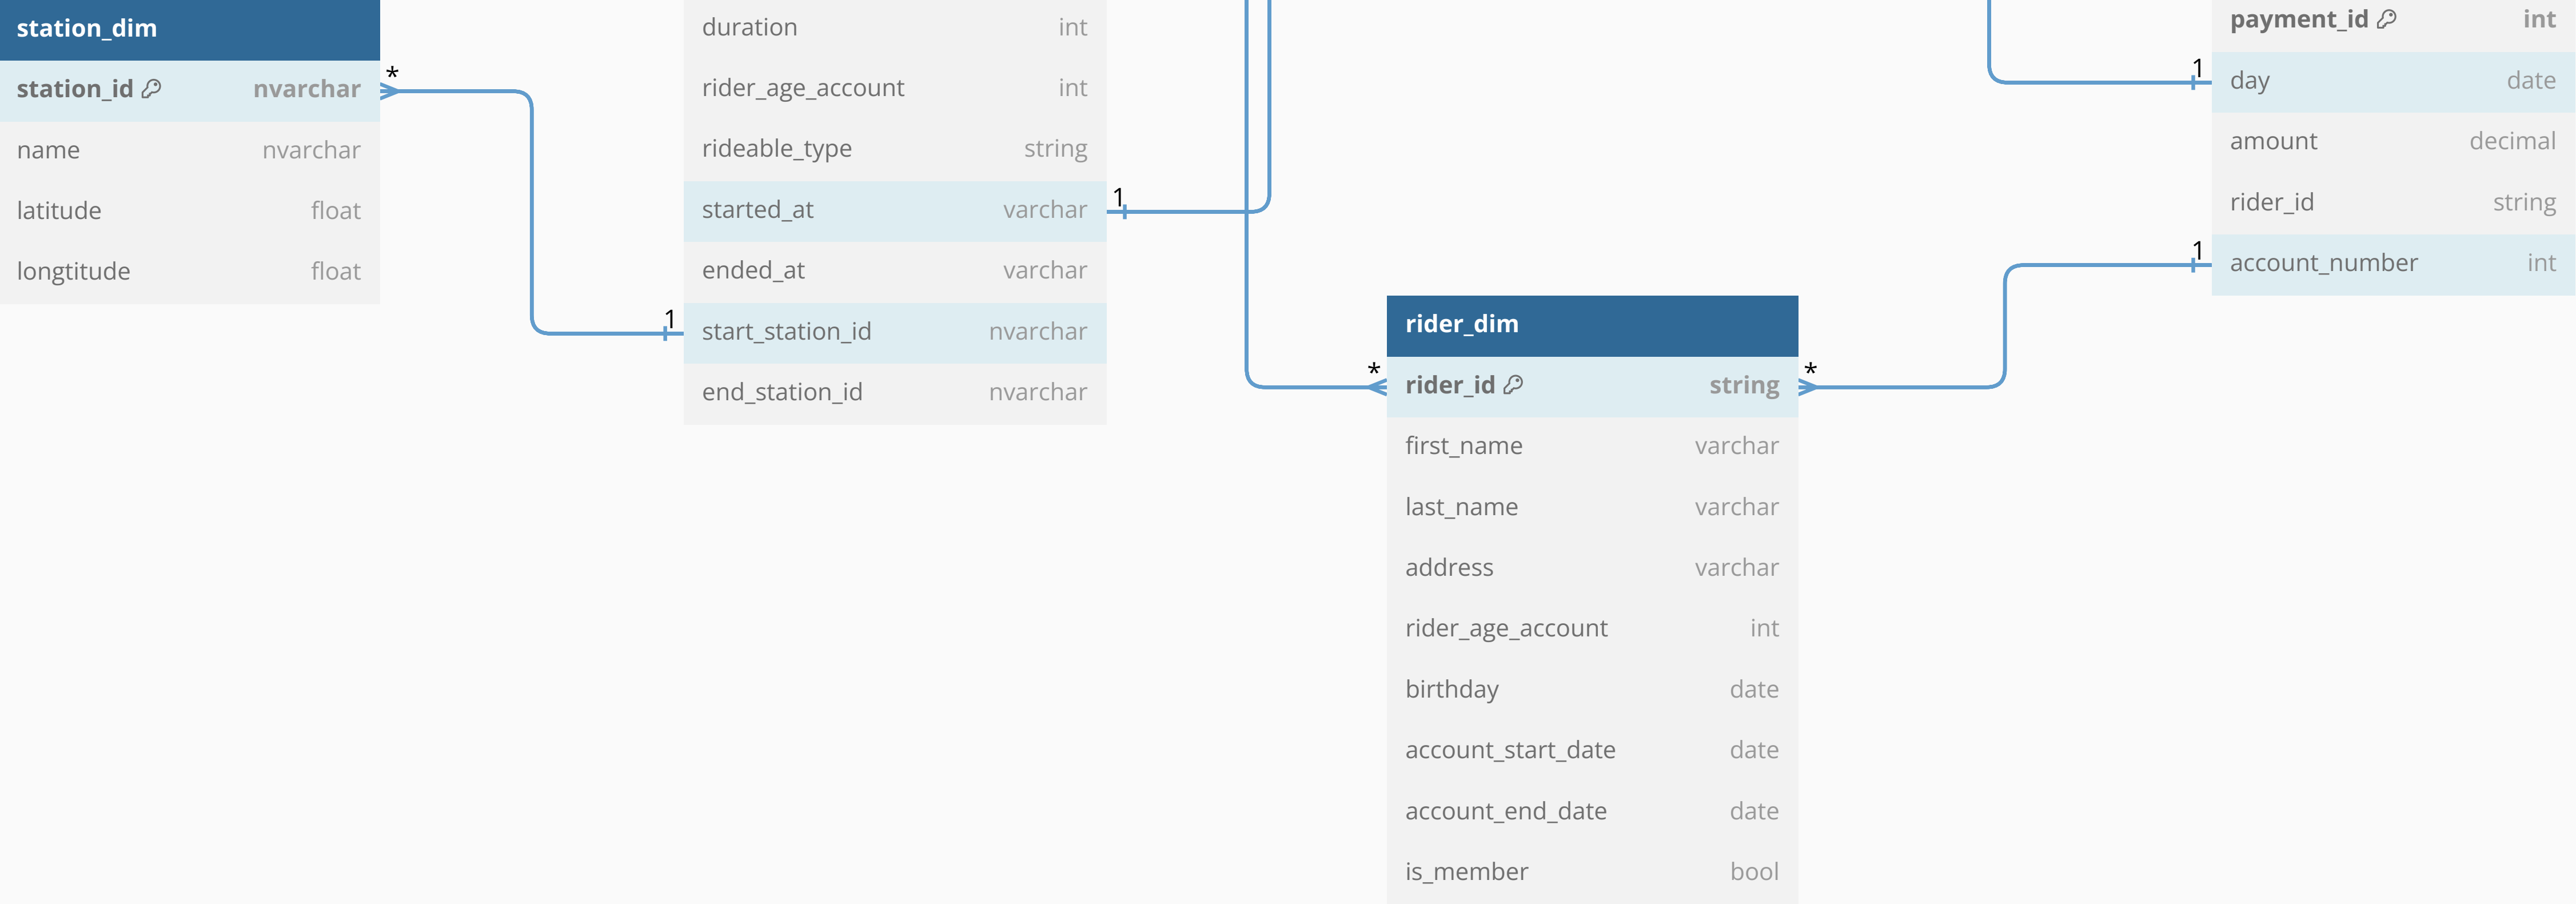 station_dim
station_id nvarchar
name nvarchar
latitude float
longtitude float
*
duration int
rider_age_account int
rideable_type string
started_at varchar
ended_at varchar
start_station_id nvarchar
end_station_id nvarchar
1
1
rider_dim
rider_id string
first_name varchar
last_name varchar
address varchar
rider_age_account int
birthday date
account_start_date date
account_end_date date
is_member bool
*
*
payment_id int
day date
amount decimal
rider_id string
account_number int
1
1